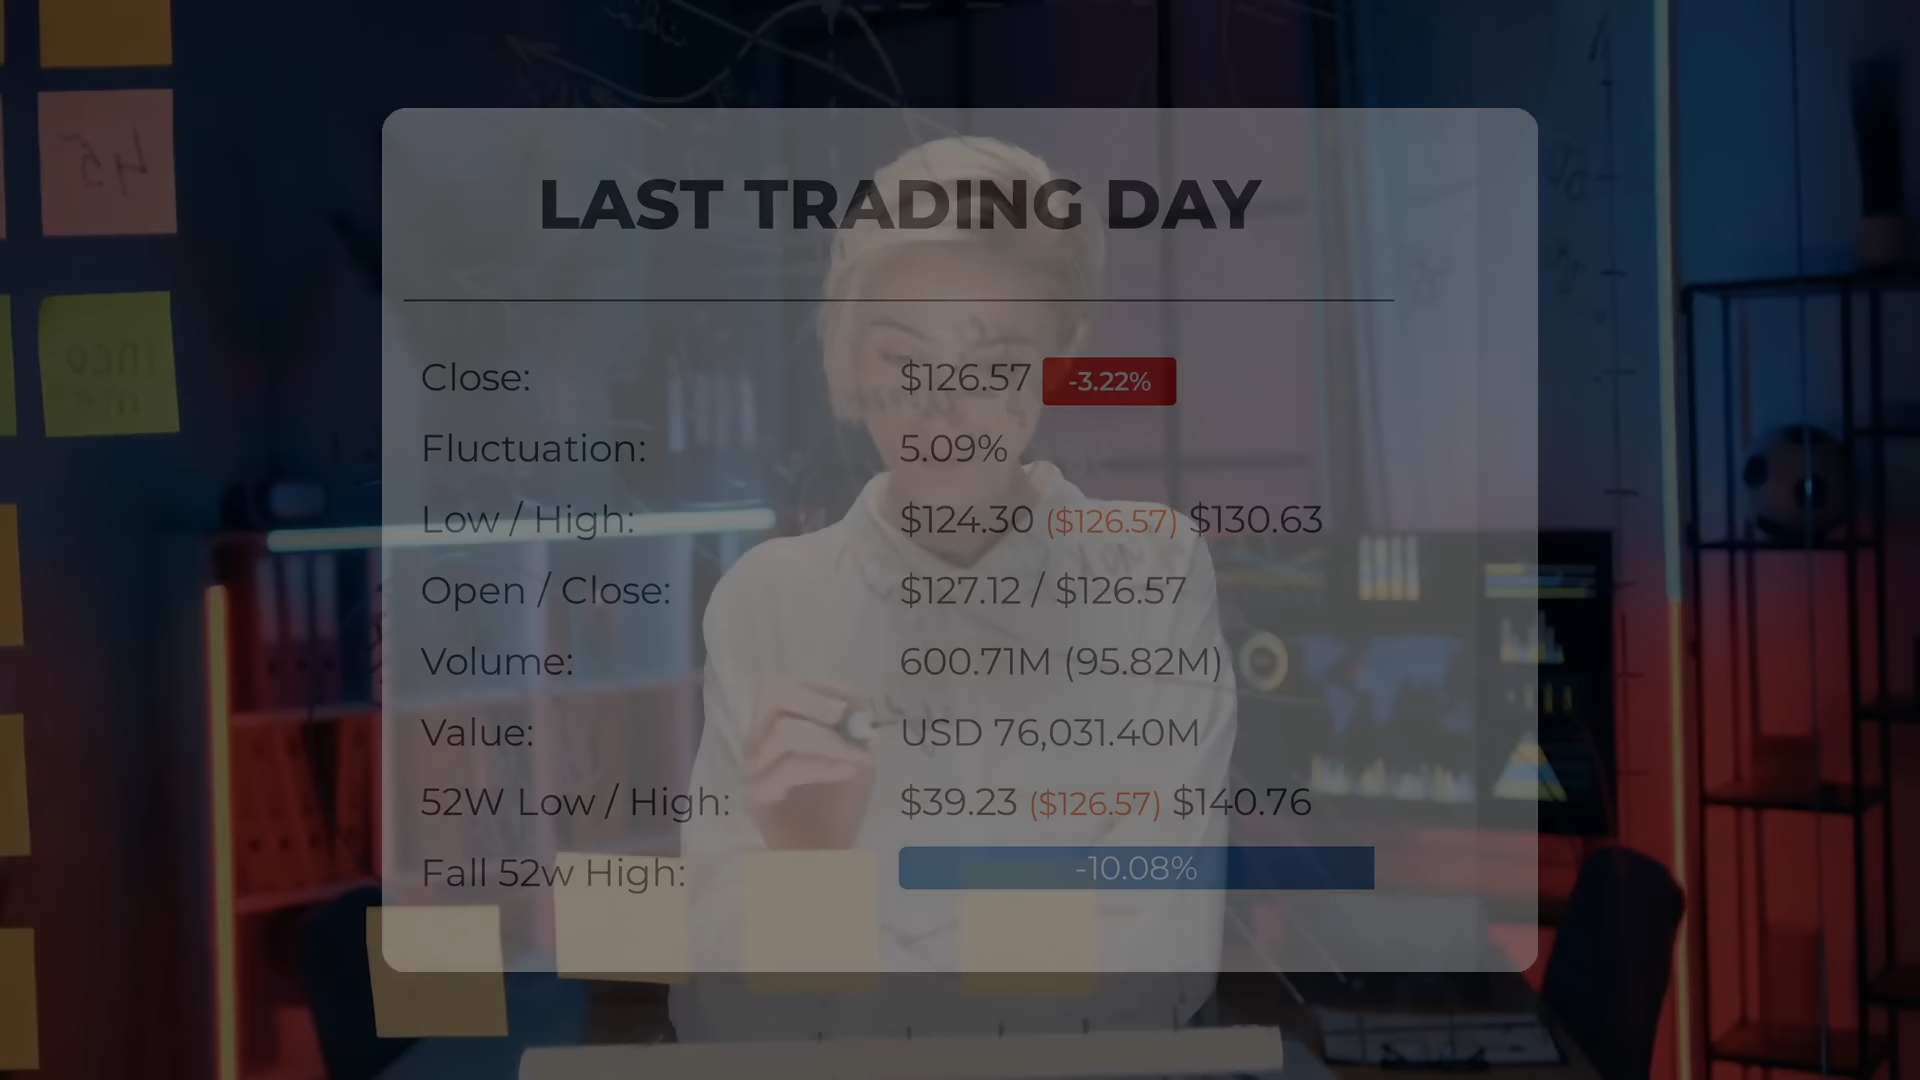 45
LAST TRADING DAY
Close: $126.57 -3.22%
Fluctuation: 5.09%
Low / High: $124.30 ($126.57) $130.63
Open / Close: $127.12 / $126.57
Volume: 600.71M (95.82M)
Value: USD 76,031.40M
52W Low / High: $39.23 ($126.57) $140.76
Fall 52w High: -10.08%